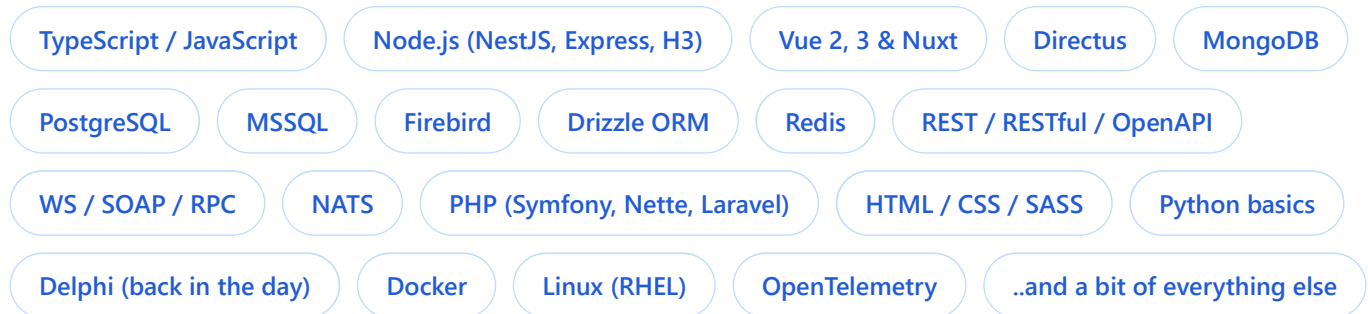 TypeScript / JavaScript Node.js (NestJS, Express, H3) Vue 2, 3 & Nuxt Directus MongoDB
PostgreSQL MSSQL Firebird Drizzle ORM Redis REST / RESTful / OpenAPI
WS / SOAP / RPC NATS PHP (Symfony, Nette, Laravel) HTML / CSS / SASS Python basics
Delphi (back in the day) Docker Linux (RHEL) OpenTelemetry ..and a bit of everything else